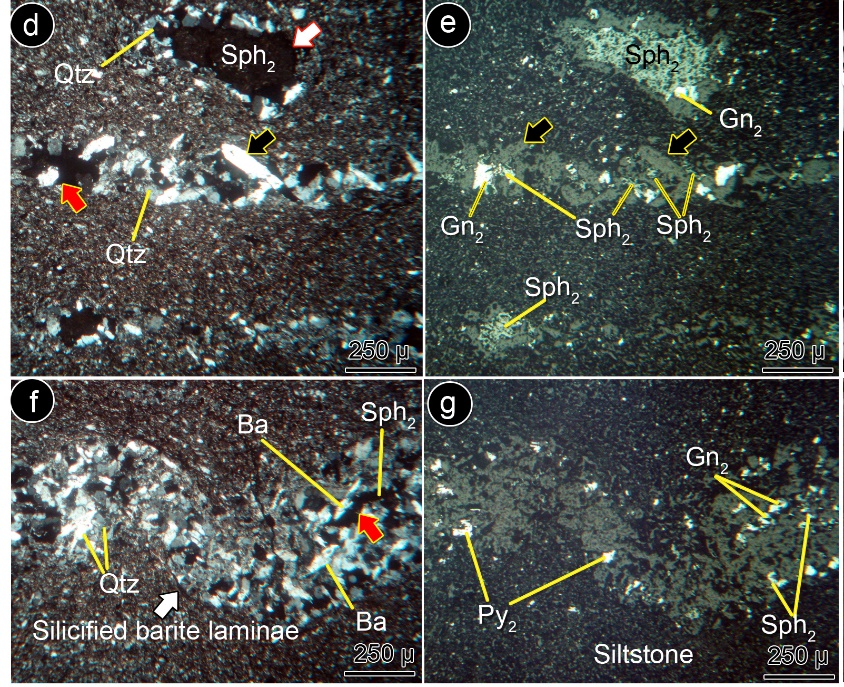 d
Sph₂
Qtz
Qtz
250 µ
e
Sph₂
Gn₂
Gn₂
Sph₂
Sph₂
Sph₂
250 µ
f
Ba
Sph₂
Qtz
Silicified barite laminae
Ba
250 µ
g
Gn₂
Py₂
Sph₂
Siltstone
250 µ